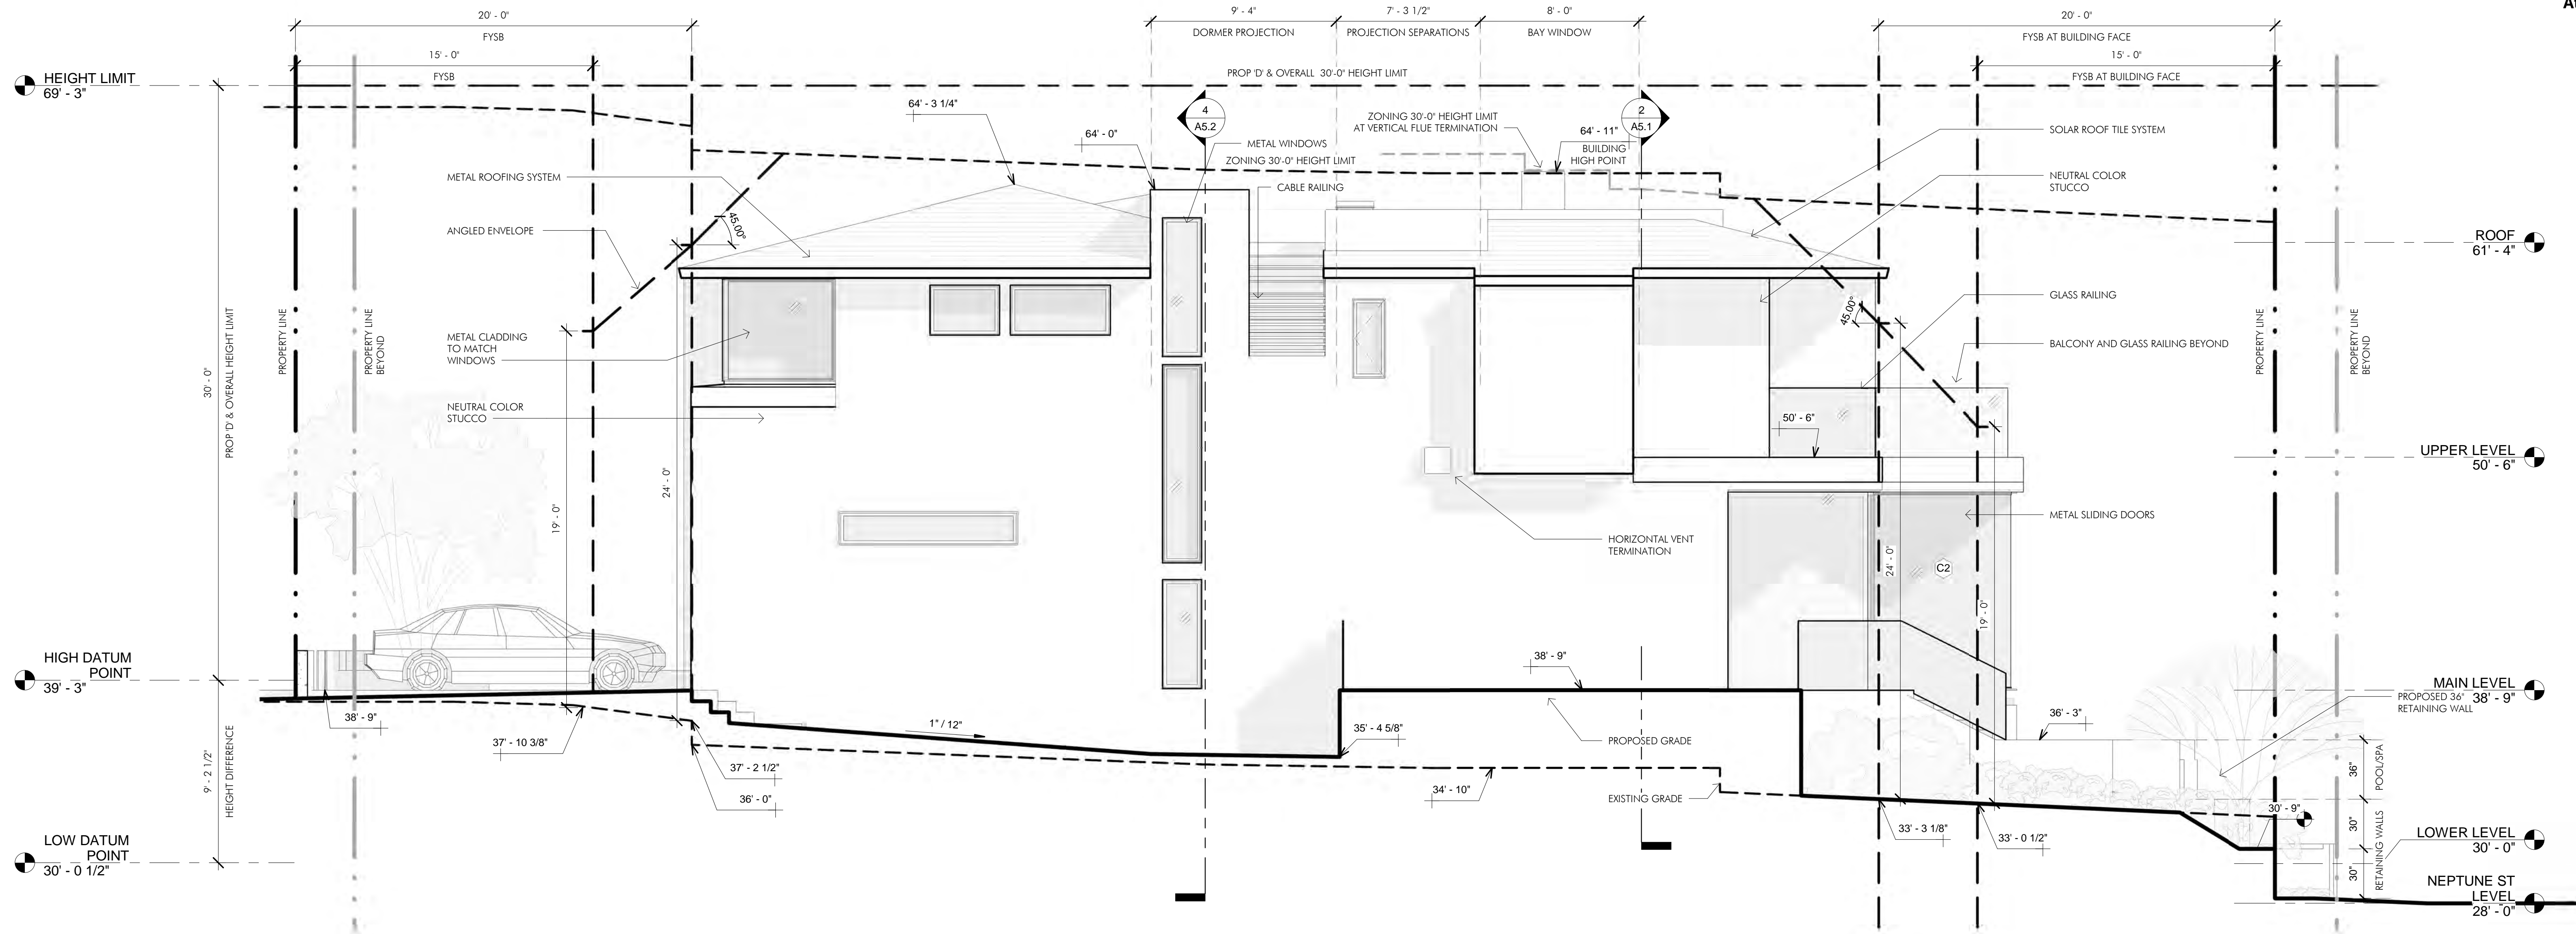 20' - 0"
FYSB
15' - 0"
FYSB
9' - 4"
DORMER PROJECTION
7' - 3 1/2"
PROJECTION SEPARATIONS
8' - 0"
BAY WINDOW
20' - 0"
FYSB AT BUILDING FACE
15' - 0"
FYSB AT BUILDING FACE
HEIGHT LIMIT
69' - 3"
PROP 'D' & OVERALL 30'-0" HEIGHT LIMIT
64' - 3 1/4"
64' - 0"
4
A5.2
2
A5.1
METAL WINDOWS
ZONING 30'-0" HEIGHT LIMIT
ZONING 30'-0" HEIGHT LIMIT
AT VERTICAL FLUE TERMINATION
64' - 11"
BUILDING
HIGH POINT
CABLE RAILING
SOLAR ROOF TILE SYSTEM
NEUTRAL COLOR
STUCCO
METAL ROOFING SYSTEM
ANGLED ENVELOPE
45.00°
ROOF
61' - 4"
GLASS RAILING
45.00°
BALCONY AND GLASS RAILING BEYOND
METAL CLADDING
TO MATCH
WINDOWS
NEUTRAL COLOR
STUCCO
PROPERTY LINE
PROPERTY LINE
BEYOND
PROPERTY LINE
PROPERTY LINE
BEYOND
30' - 0"
PROP 'D' & OVERALL HEIGHT LIMIT
19' - 0"
24' - 0"
50' - 6"
UPPER LEVEL
50' - 6"
HORIZONTAL VENT
TERMINATION
METAL SLIDING DOORS
C2
24' - 0"
19' - 0"
HIGH DATUM
POINT
39' - 3"
38' - 9"
37' - 10 3/8"
37' - 2 1/2"
36' - 0"
1" / 12"
35' - 4 5/8"
38' - 9"
PROPOSED GRADE
34' - 10"
EXISTING GRADE
36' - 3"
MAIN LEVEL
38' - 9"
PROPOSED 36"
RETAINING WALL
33' - 3 1/8"
33' - 0 1/2"
30' - 9"
36"
POOL/SPA
30"
30"
RETAINING WALLS
9' - 2 1/2"
HEIGHT DIFFERENCE
LOW DATUM
POINT
30' - 0 1/2"
LOWER LEVEL
30' - 0"
NEPTUNE ST
LEVEL
28' - 0"